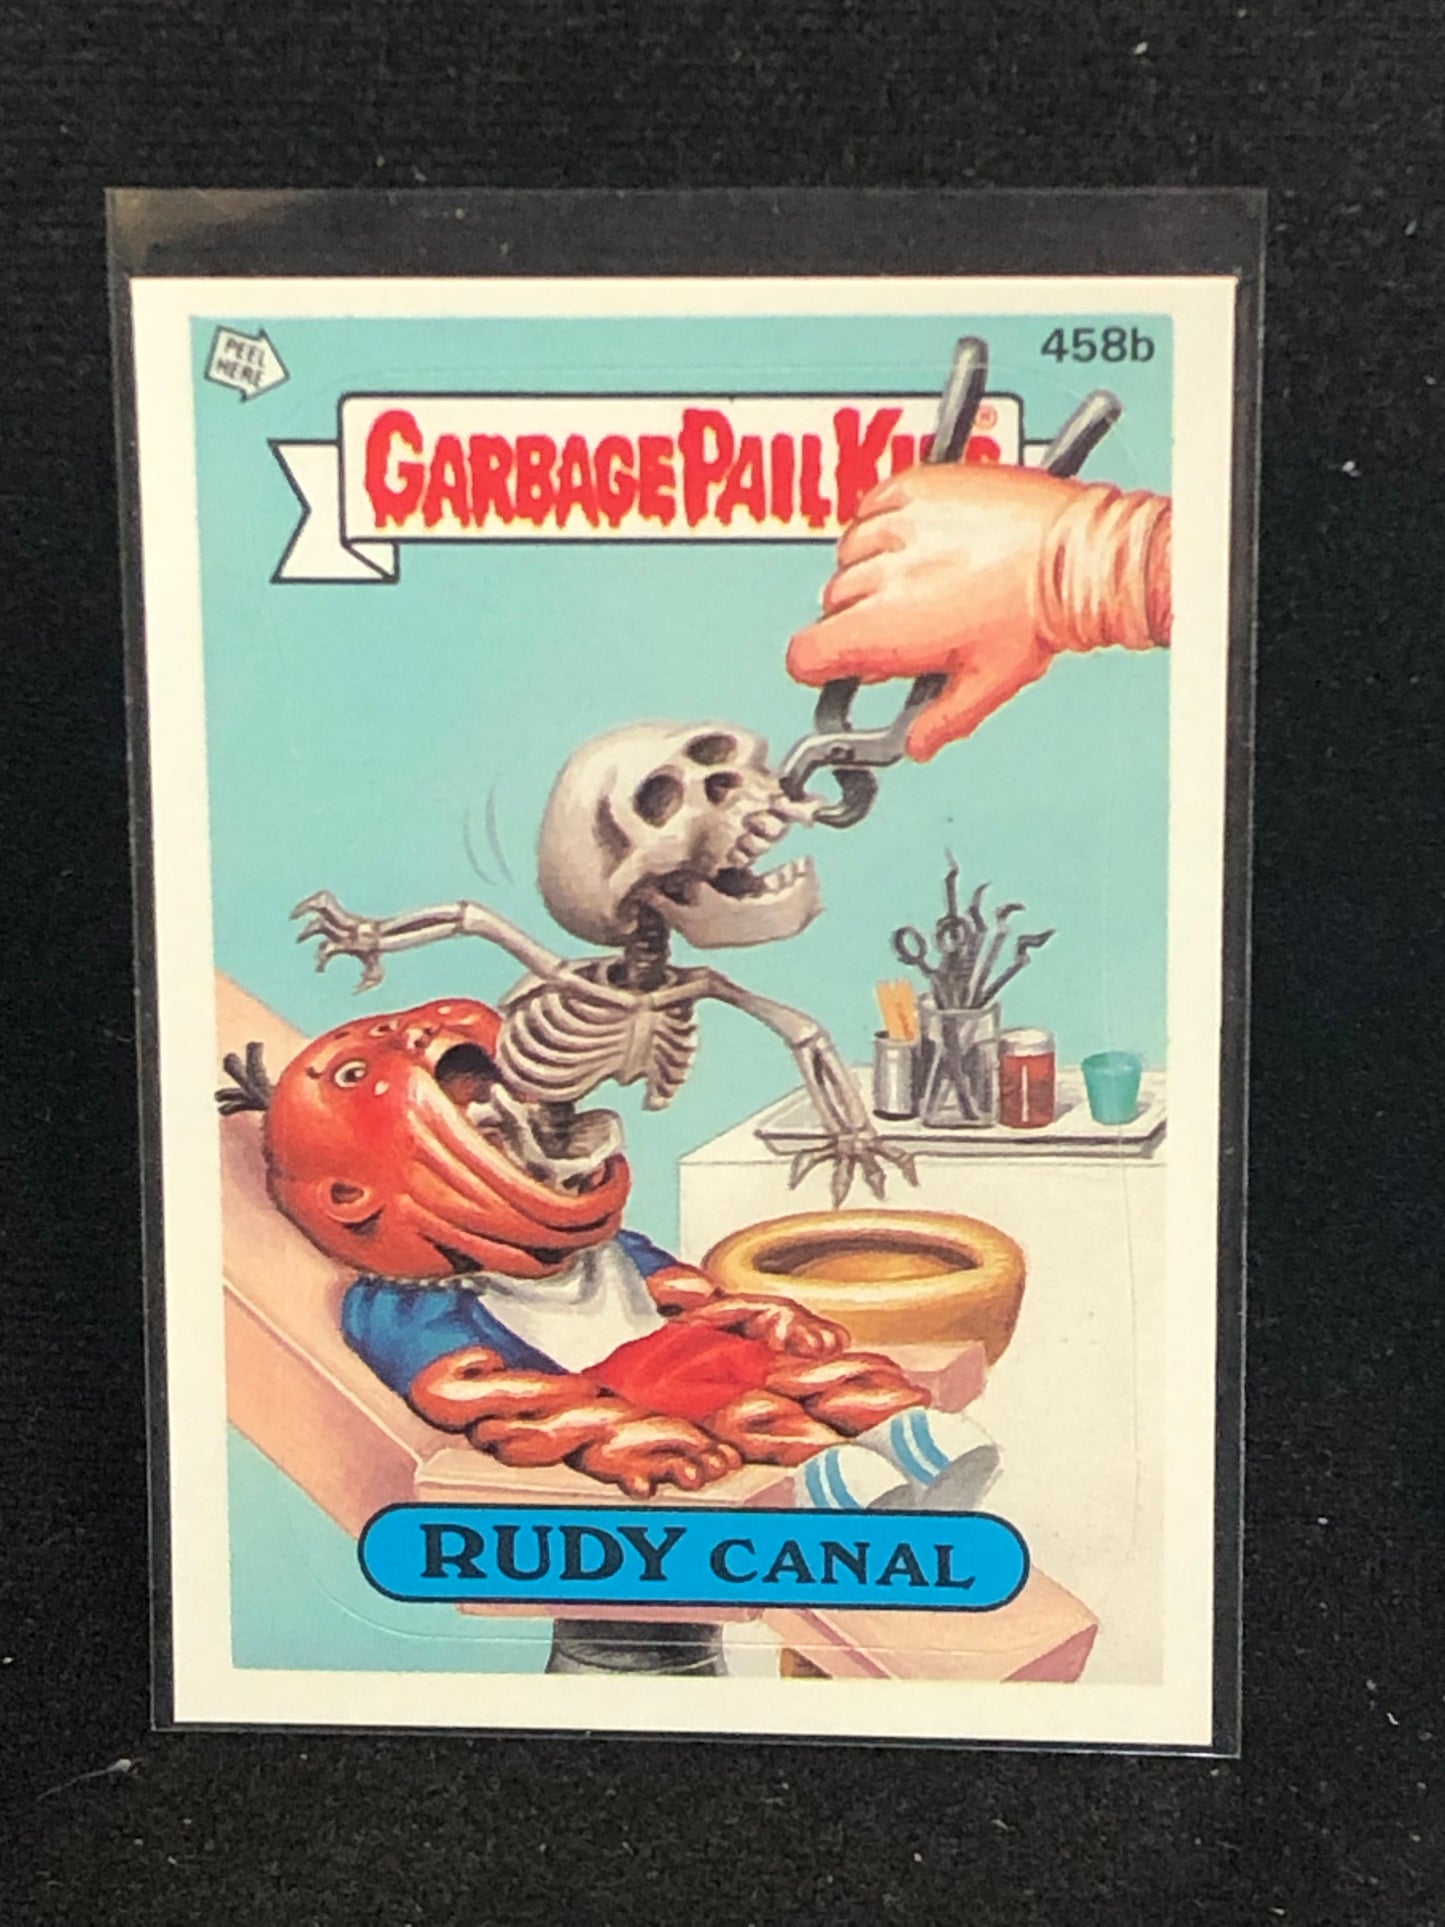 PEEL
HERE
458b
GARBAGE PAIL KIDS®
RUDY CANAL